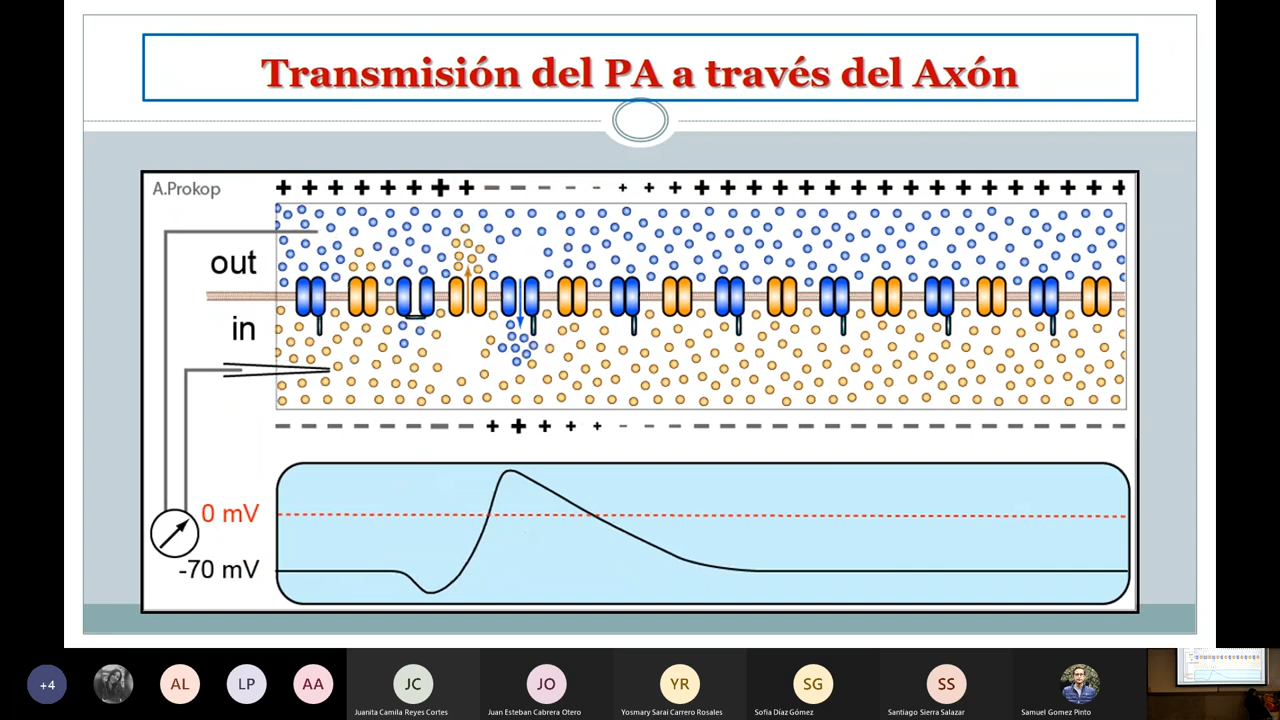 Transmisión del PA a través del Axón
A.Prokop
out
in
0 mV
-70 mV
+4
AL
LP
AA
JC
Juanita Camila Reyes Cortes
JO
Juan Esteban Cabrera Otero
YR
Yosmary Sarai Carrero Rosales
SG
Sofia Díaz Gómez
SS
Santiago Sierra Salazar
Samuel Gomez Pinto